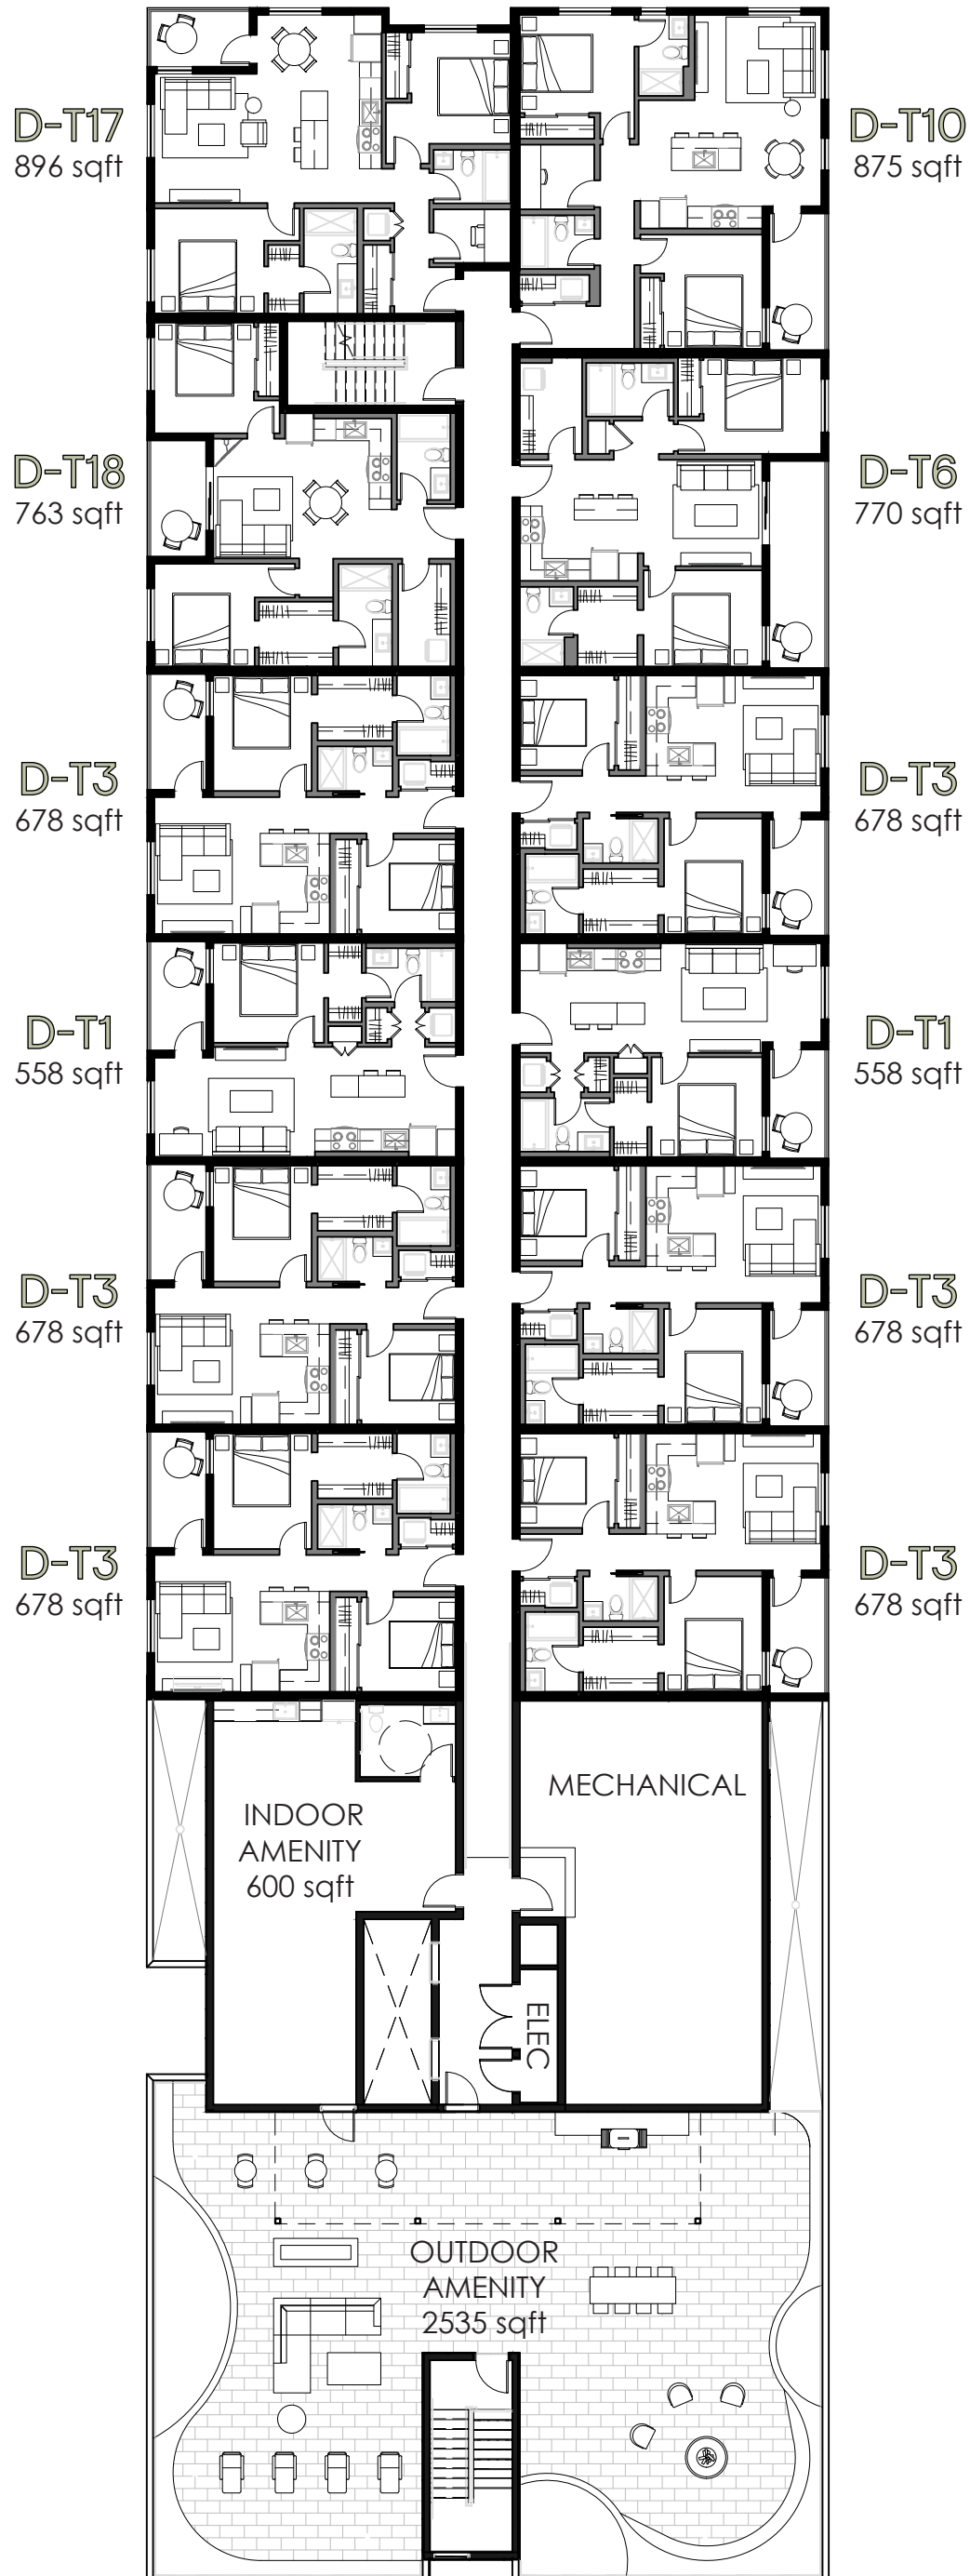 D-T17
896 sqft
D-T10
875 sqft
D-T18
763 sqft
D-T6
770 sqft
D-T3
678 sqft
D-T3
678 sqft
D-T1
558 sqft
D-T1
558 sqft
D-T3
678 sqft
D-T3
678 sqft
D-T3
678 sqft
D-T3
678 sqft
MECHANICAL
INDOOR
AMENITY
600 sqft
ELEC
OUTDOOR
AMENITY
2535 sqft